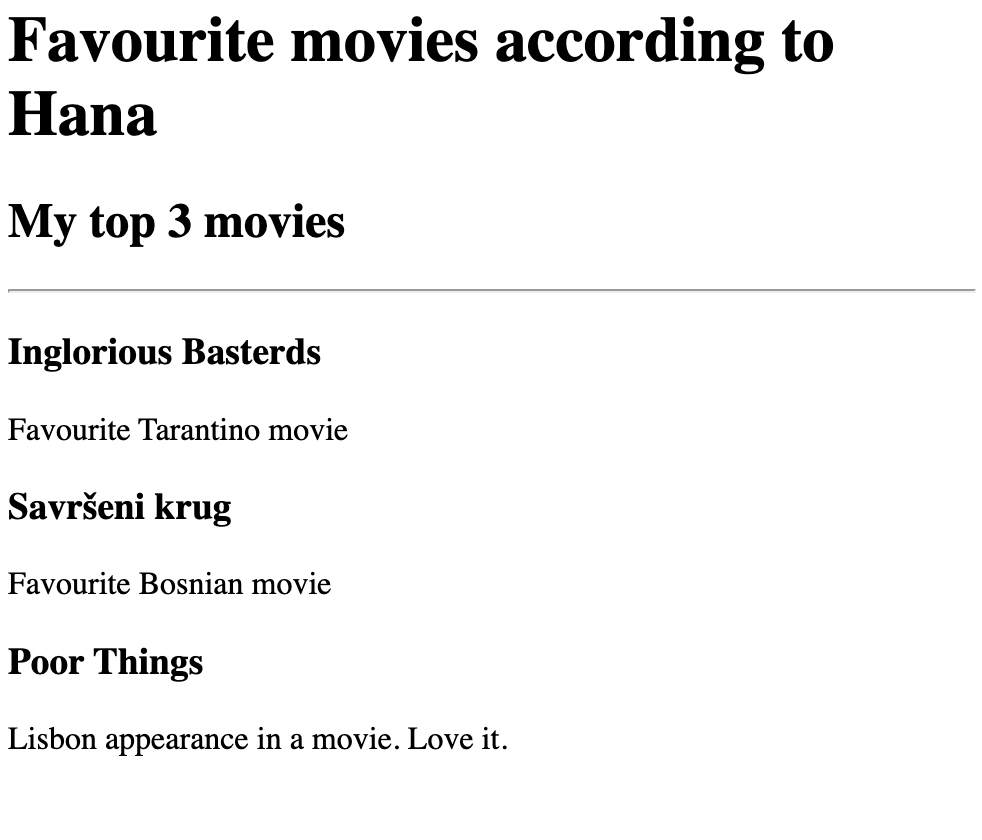 Favourite movies according to
Hana
My top 3 movies
Inglorious Basterds
Favourite Tarantino movie
Savršeni krug
Favourite Bosnian movie
Poor Things
Lisbon appearance in a movie. Love it.